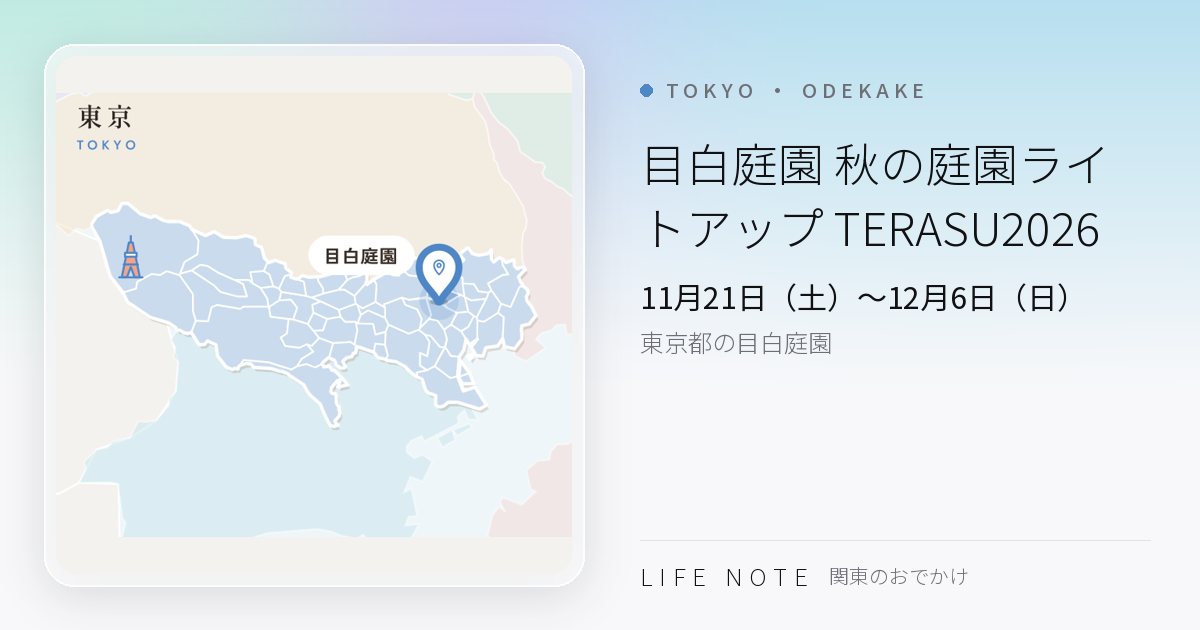 東京
TOKYO
目白庭園
TOKYO • ODEKAKE
目白庭園 秋の庭園ライ
トアップ TERASU2026
11月21日（土）〜12月6日（日）
東京都の目白庭園
LIFE NOTE 関東のおでかけ